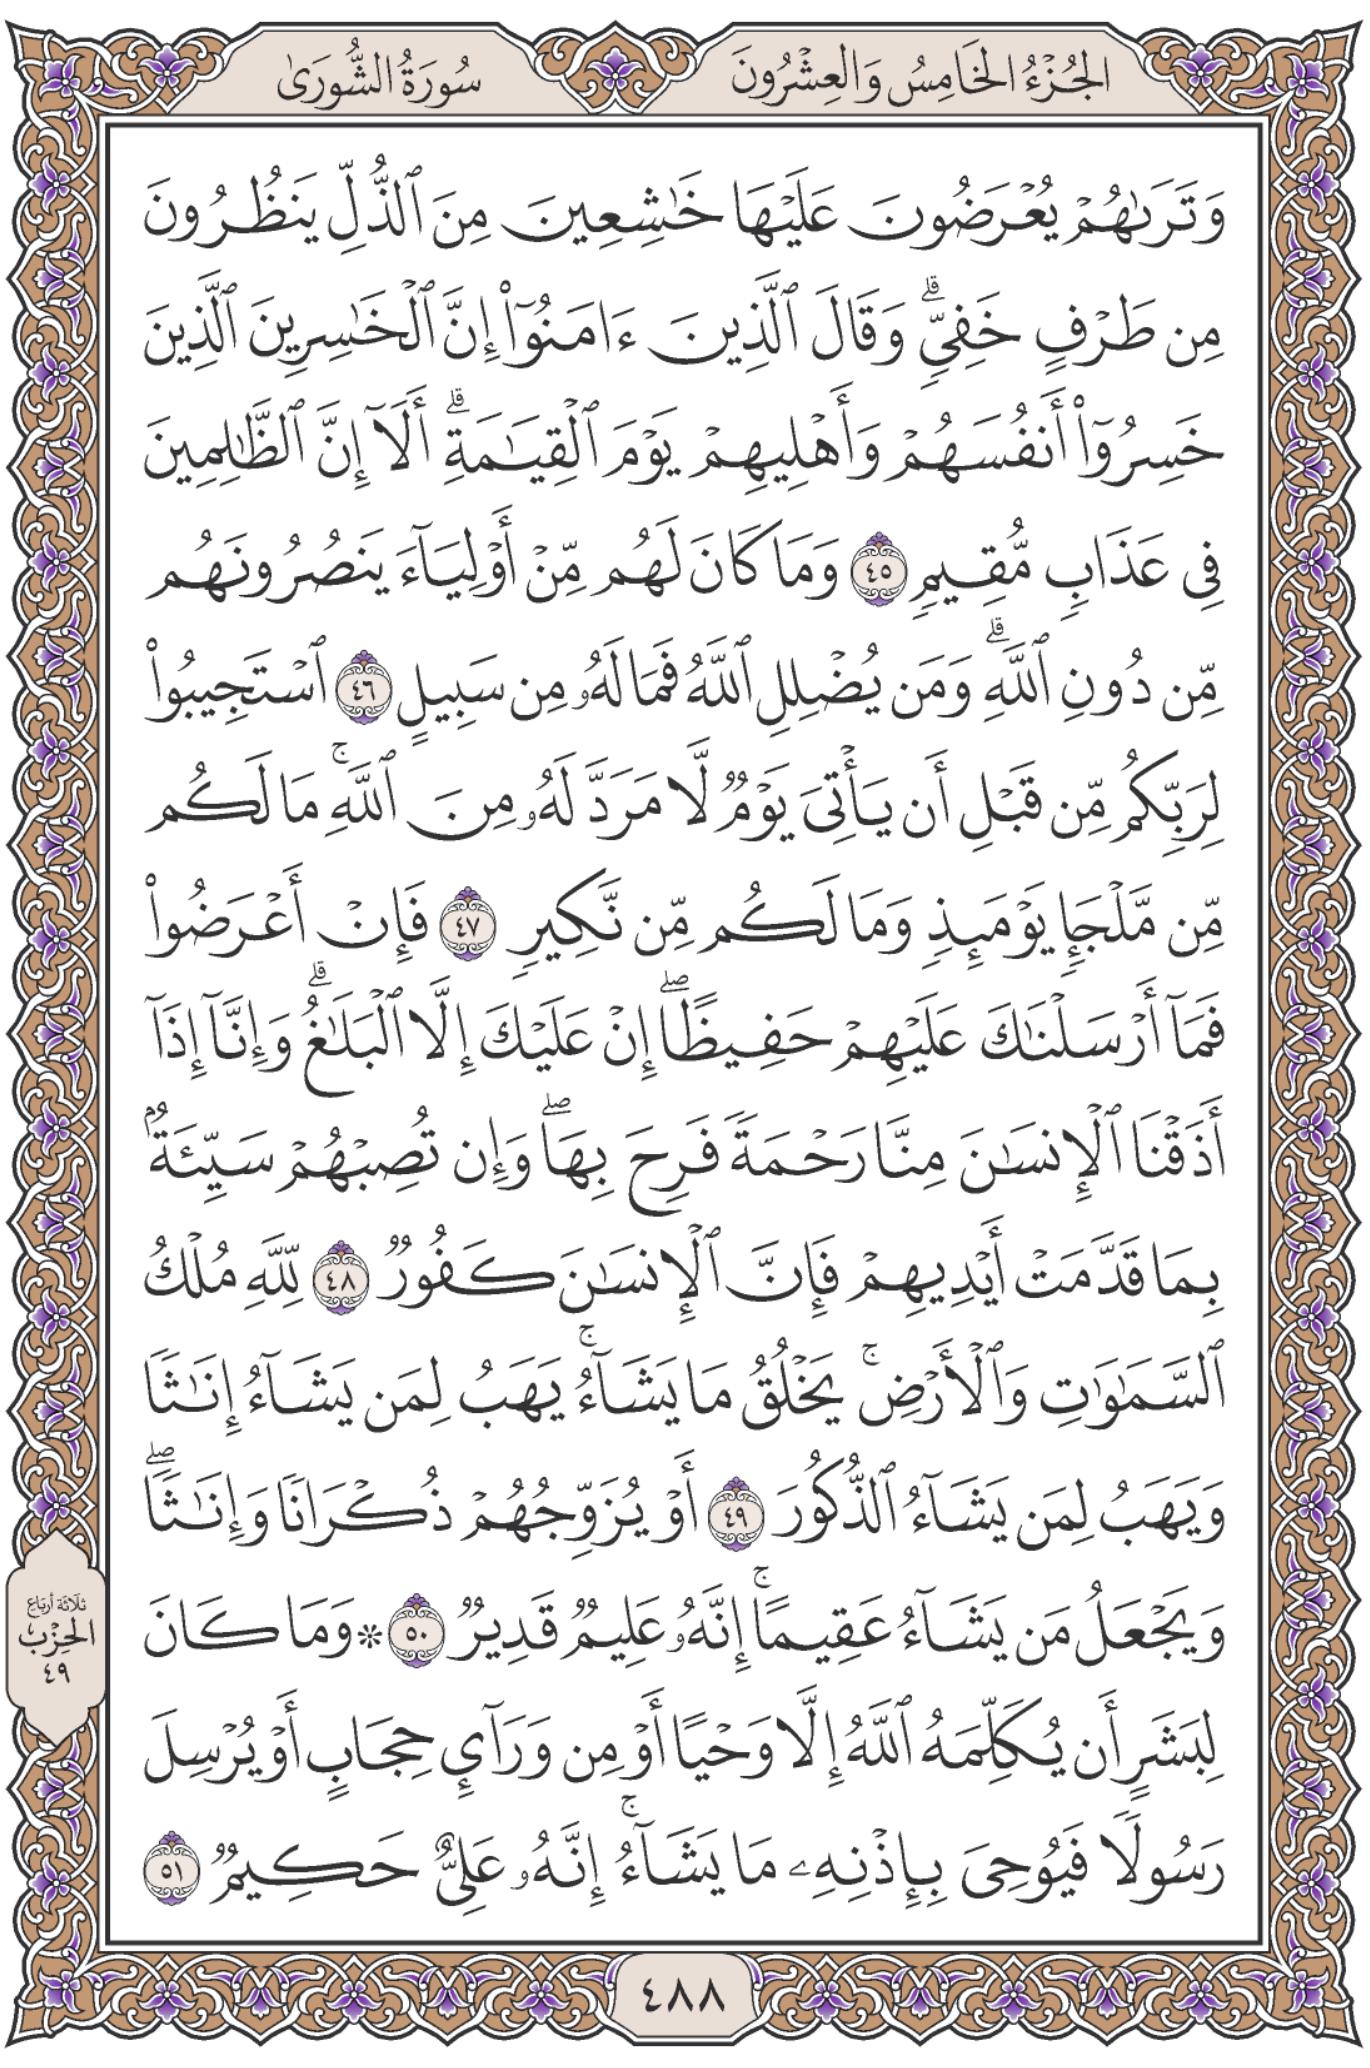 الجُزْءُ الخَامِسُ وَالعِشْرُونَ
سُورَةُ الشُّورَىٰ
وَتَرَىٰهُمْ يُعْرَضُونَ عَلَيْهَا خَٰشِعِينَ مِنَ ٱلذُّلِّ يَنظُرُونَ
مِن طَرْفٍ خَفِيٍّۗ وَقَالَ ٱلَّذِينَ ءَامَنُوٓاْ إِنَّ ٱلْخَٰسِرِينَ ٱلَّذِينَ
خَسِرُوٓاْ أَنفُسَهُمْ وَأَهْلِيهِمْ يَوْمَ ٱلْقِيَٰمَةِۗ أَلَآ إِنَّ ٱلظَّٰلِمِينَ
فِي عَذَابٖ مُّقِيمٖ ٤٥ وَمَا كَانَ لَهُم مِّنْ أَوْلِيَآءَ يَنصُرُونَهُم
مِّن دُونِ ٱللَّهِۗ وَمَن يُضْلِلِ ٱللَّهُ فَمَا لَهُۥ مِن سَبِيلٍ ٤٦ ٱسْتَجِيبُواْ
لِرَبِّكُم مِّن قَبْلِ أَن يَأْتِيَ يَوْمٞ لَّا مَرَدَّ لَهُۥ مِنَ ٱللَّهِۚ مَا لَكُم
مِّن مَّلْجَإٖ يَوْمَئِذٖ وَمَا لَكُم مِّن نَّكِيرٖ ٤٧ فَإِنْ أَعْرَضُواْ
فَمَآ أَرْسَلْنَٰكَ عَلَيْهِمْ حَفِيظًاۖ إِنْ عَلَيْكَ إِلَّا ٱلْبَلَٰغُۗ وَإِنَّآ إِذَآ
أَذَقْنَا ٱلْإِنسَٰنَ مِنَّا رَحْمَةٗ فَرِحَ بِهَاۖ وَإِن تُصِبْهُمْ سَيِّئَةُۢ
بِمَا قَدَّمَتْ أَيْدِيهِمْ فَإِنَّ ٱلْإِنسَٰنَ كَفُورٞ ٤٨ لِّلَّهِ مُلْكُ
ٱلسَّمَٰوَٰتِ وَٱلْأَرْضِۚ يَخْلُقُ مَا يَشَآءُۚ يَهَبُ لِمَن يَشَآءُ إِنَٰثٗا
وَيَهَبُ لِمَن يَشَآءُ ٱلذُّكُورَ ٤٩ أَوْ يُزَوِّجُهُمْ ذُكْرَانٗا وَإِنَٰثٗاۖ
وَيَجْعَلُ مَن يَشَآءُ عَقِيمًاۚ إِنَّهُۥ عَلِيمٞ قَدِيرٞ ٥٠ * وَمَا كَانَ
لِبَشَرٍ أَن يُكَلِّمَهُ ٱللَّهُ إِلَّا وَحْيًا أَوْ مِن وَرَآيِٕ حِجَابٍ أَوْ يُرْسِلَ
رَسُولٗا فَيُوحِيَ بِإِذْنِهِۦ مَا يَشَآءُۚ إِنَّهُۥ عَلِيٌّ حَكِيمٞ ٥١
ثلاثة أرباع
الحِزْب
٤٩
٤٨٨